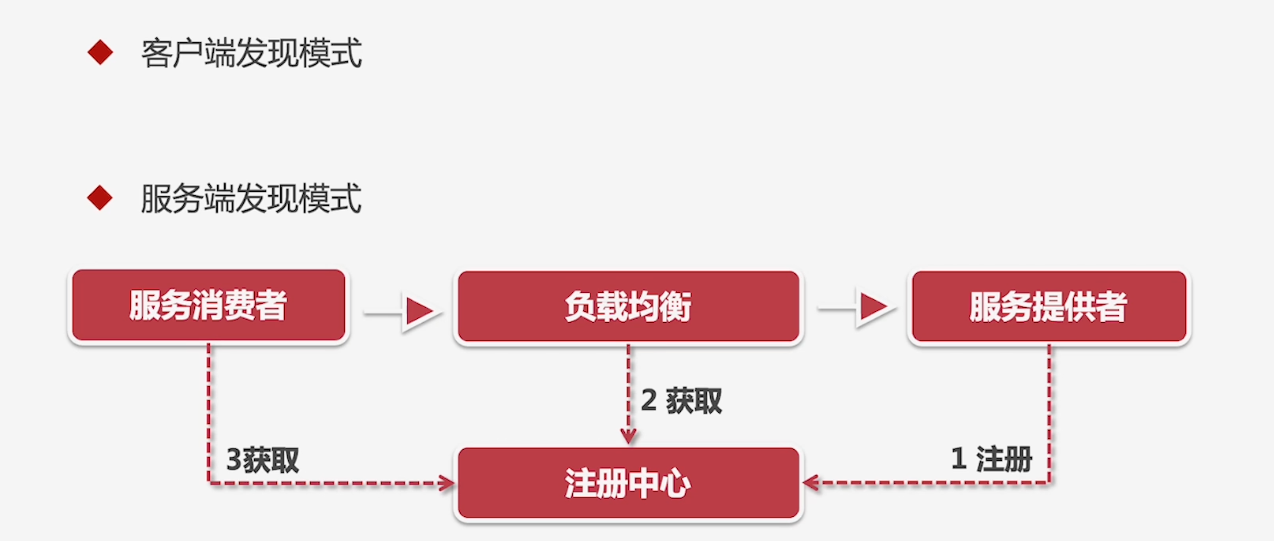 客户端发现模式
服务端发现模式
服务消费者
负载均衡
服务提供者
2 获取
3获取
1 注册
注册中心